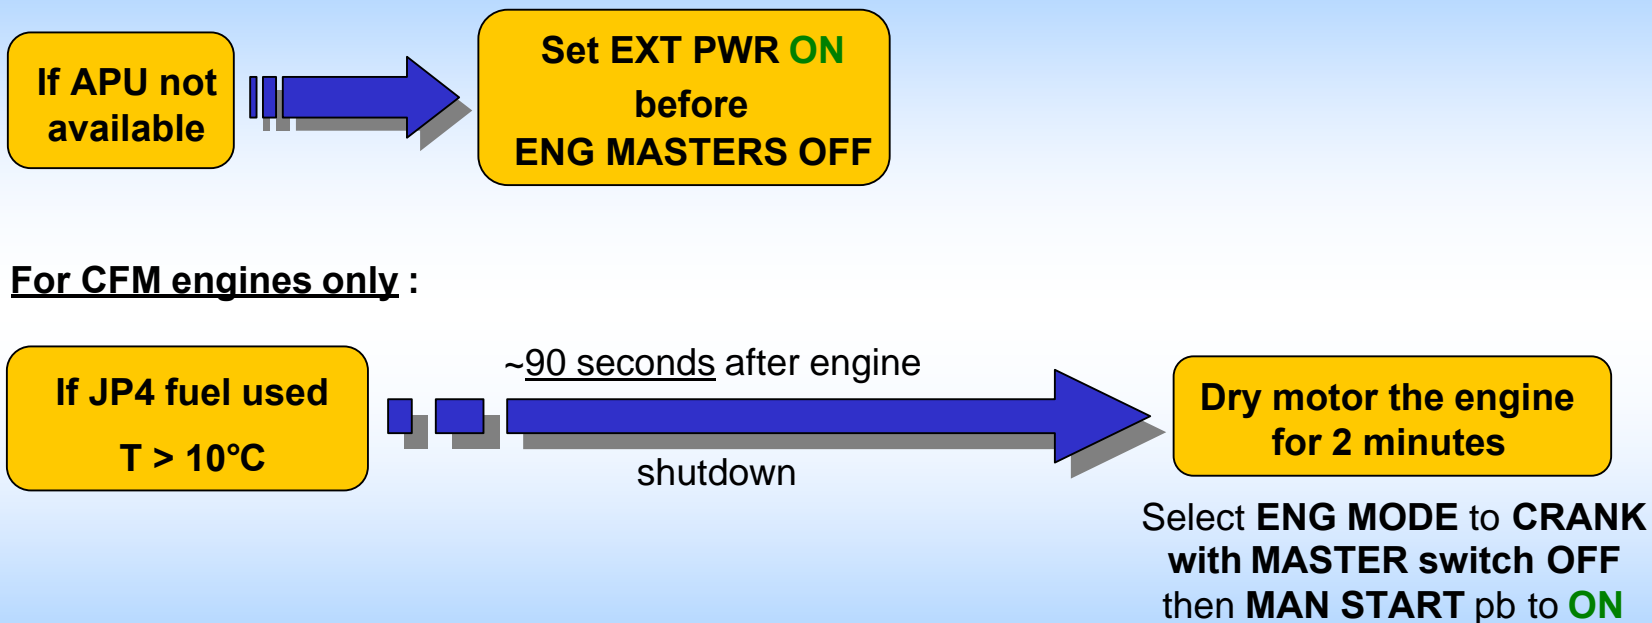 If APU not
available
Set EXT PWR ON
before
ENG MASTERS OFF
For CFM engines only :
If JP4 fuel used
T > 10°C
~90 seconds after engine
shutdown
Dry motor the engine
for 2 minutes
Select ENG MODE to CRANK
with MASTER switch OFF
then MAN START pb to ON